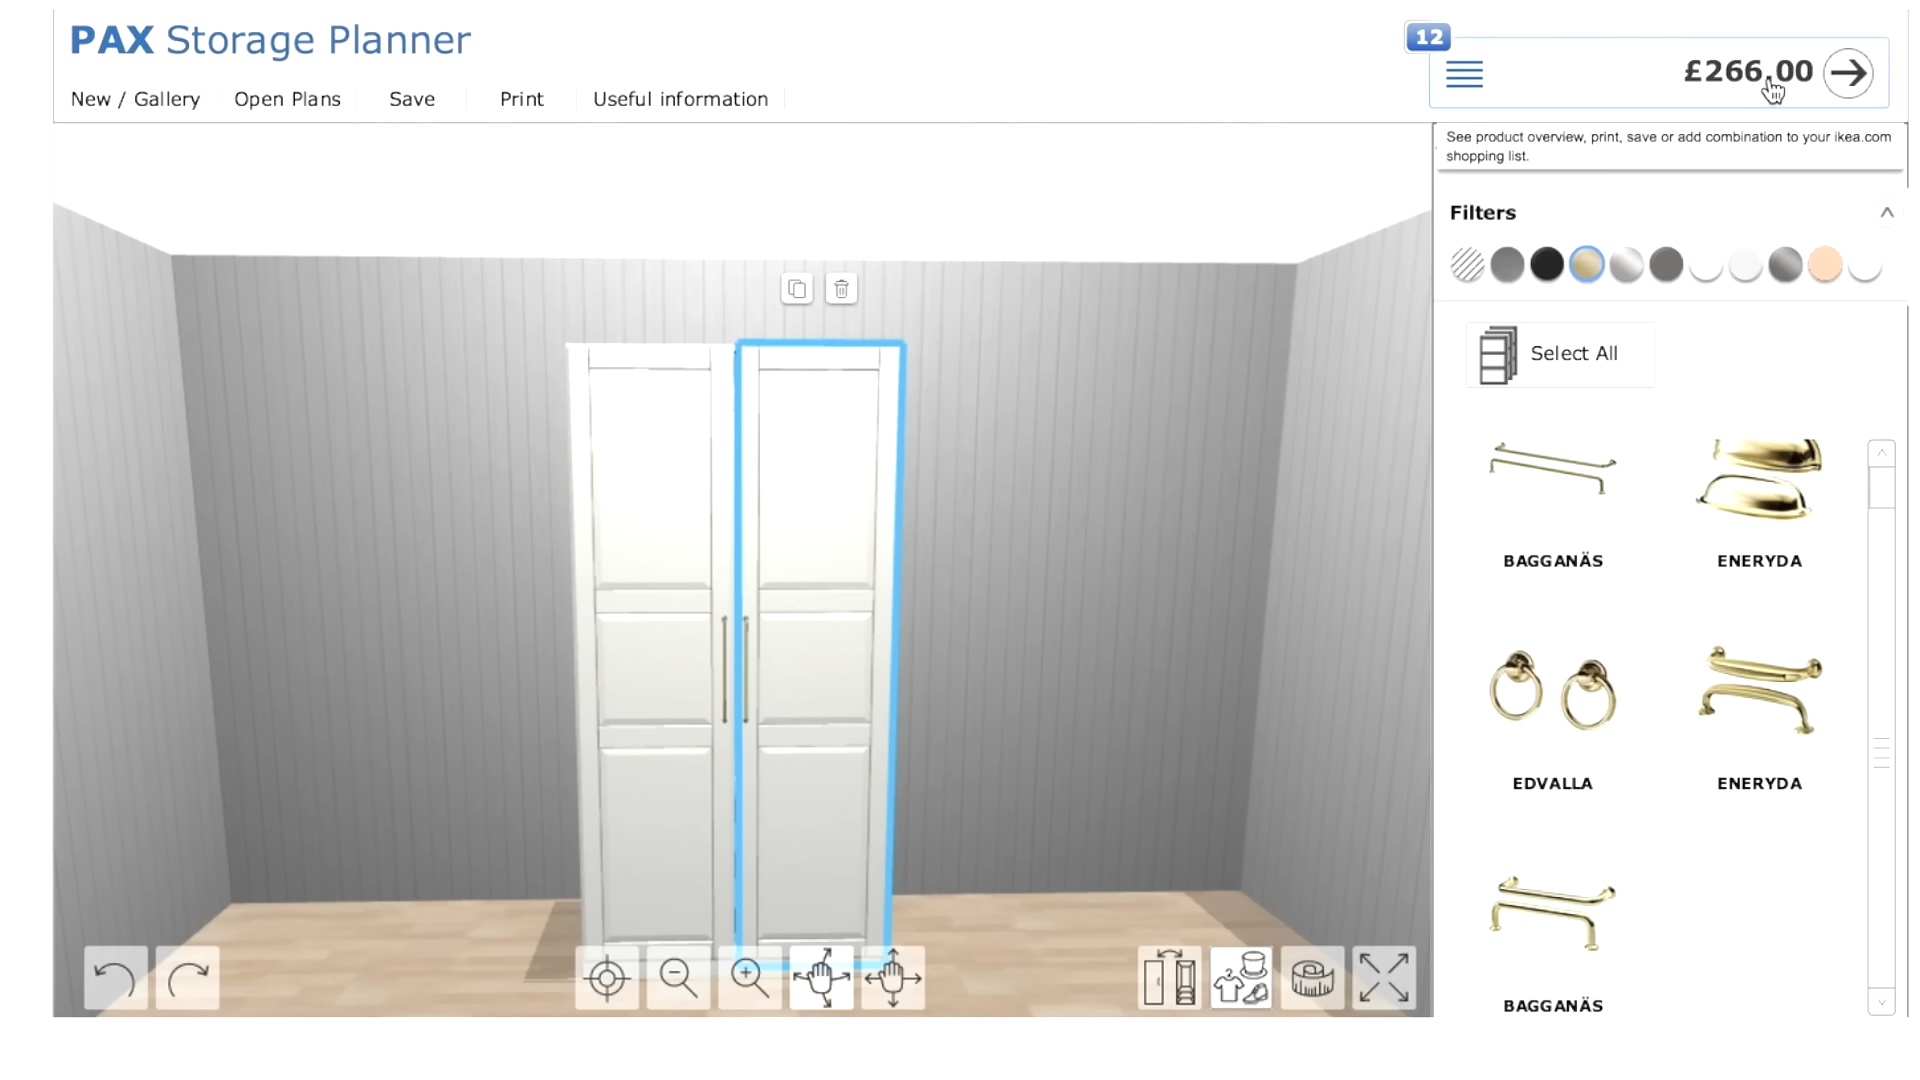 PAX Storage Planner
12
£266.00
New / Gallery
Open Plans
Save
Print
Useful information
See product overview, print, save or add combination to your ikea.com
shopping list.
Filters
Select All
BAGGANÄS
ENERYDA
EDVALLA
ENERYDA
BAGGANÄS